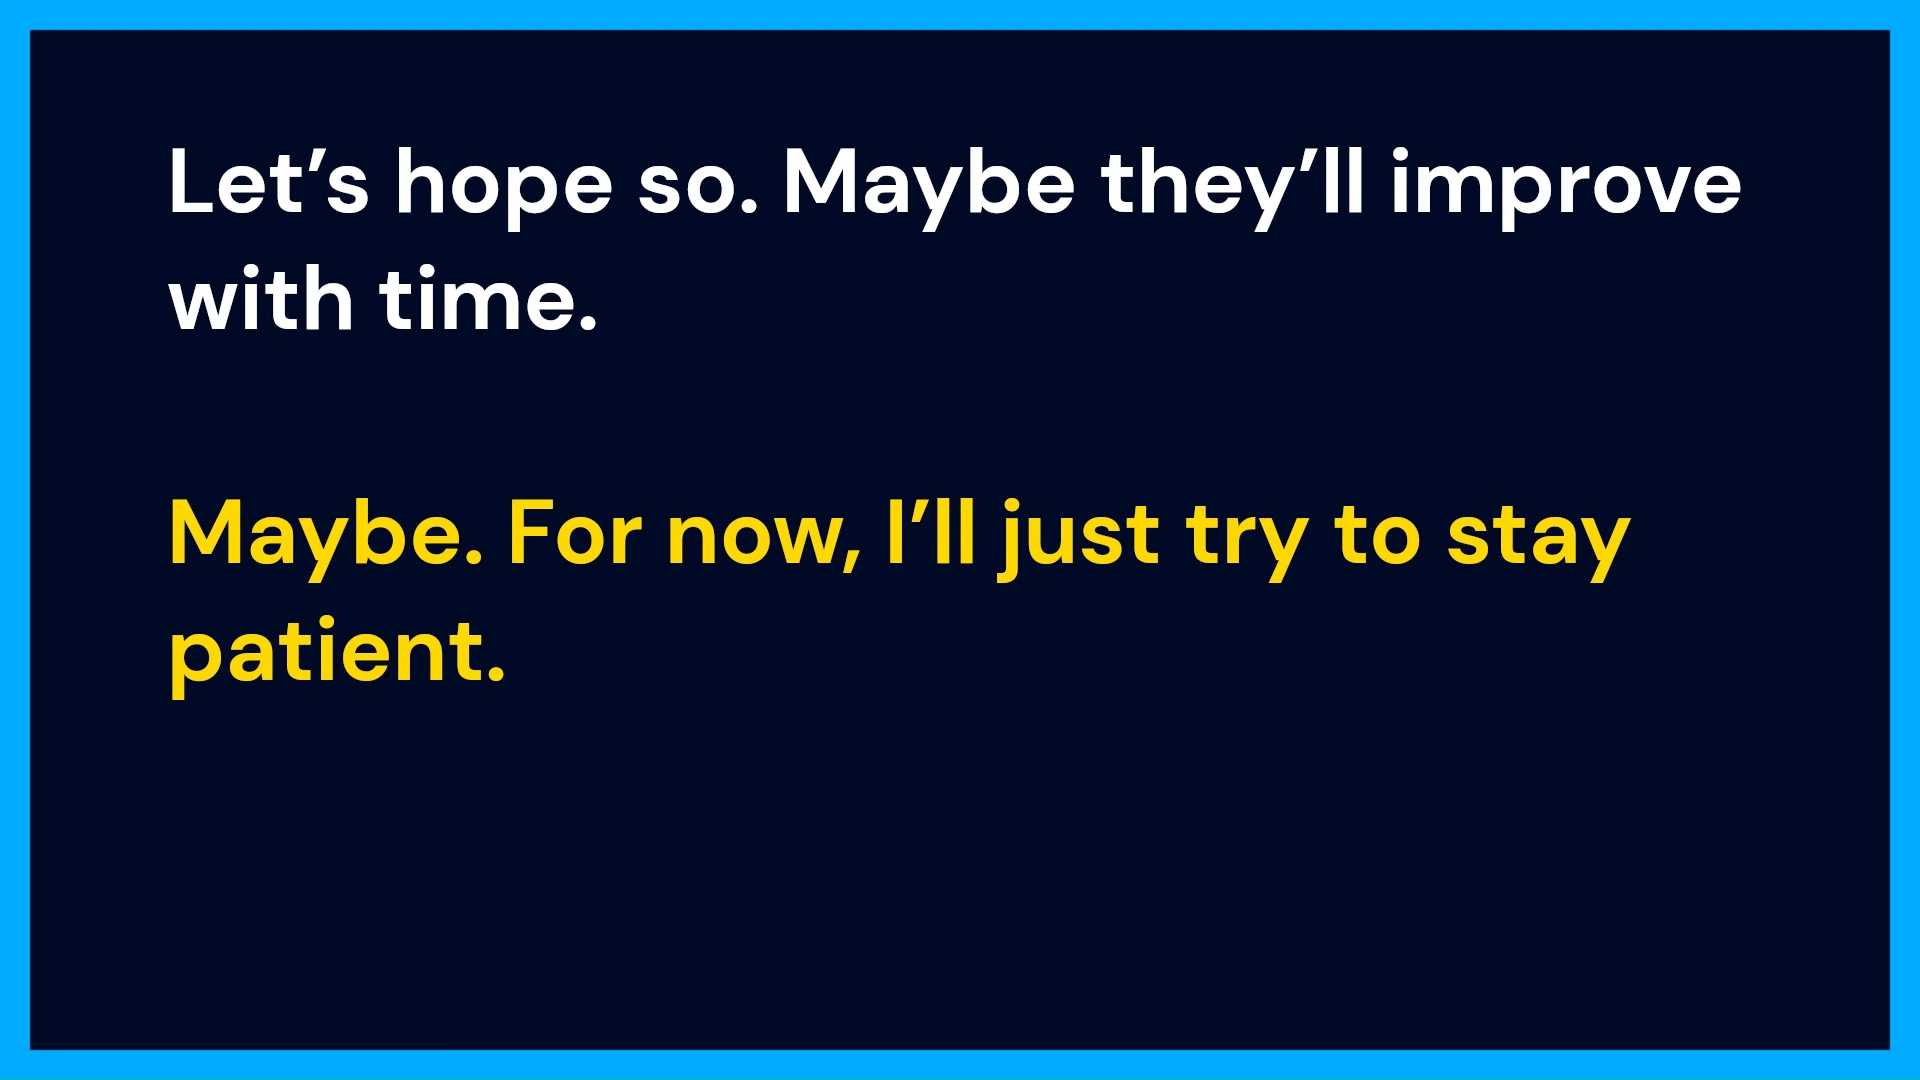 Let’s hope so. Maybe they’ll improve
with time.
Maybe. For now, I’ll just try to stay
patient.